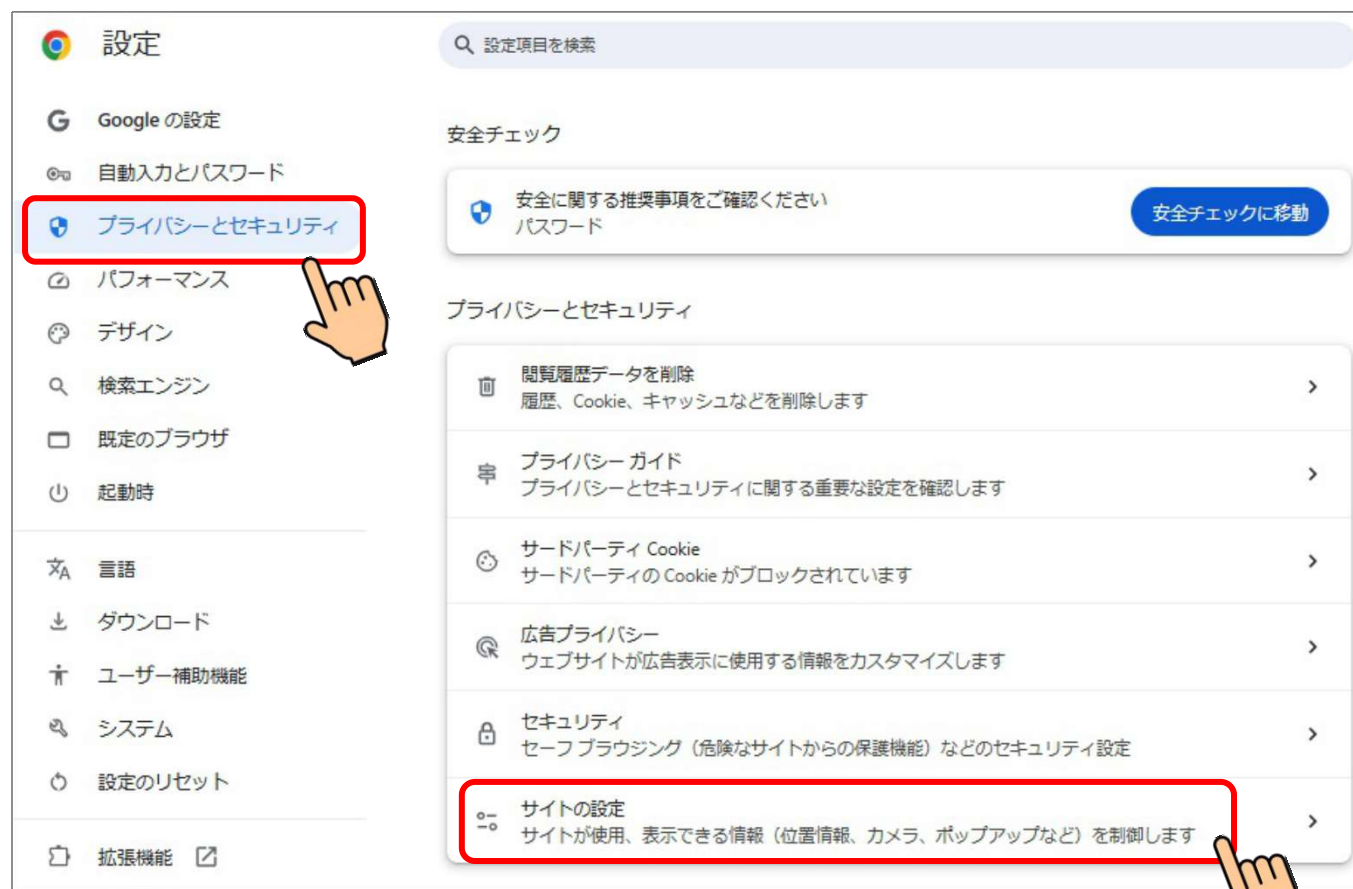 設定
設定項目を検索
Google の設定
自動入力とパスワード
プライバシーとセキュリティ
パフォーマンス
デザイン
検索エンジン
既定のブラウザ
起動時
言語
ダウンロード
ユーザー補助機能
システム
設定のリセット
拡張機能
安全チェック
安全に関する推奨事項をご確認ください
パスワード
安全チェックに移動
プライバシーとセキュリティ
閲覧履歴データを削除
履歴、Cookie、キャッシュなどを削除します
プライバシー ガイド
プライバシーとセキュリティに関する重要な設定を確認します
サードパーティ Cookie
サードパーティの Cookie がブロックされています
広告プライバシー
ウェブサイトが広告表示に使用する情報をカスタマイズします
セキュリティ
セーフ ブラウジング（危険なサイトからの保護機能）などのセキュリティ設定
サイトの設定
サイトが使用、表示できる情報（位置情報、カメラ、ポップアップなど）を制御します